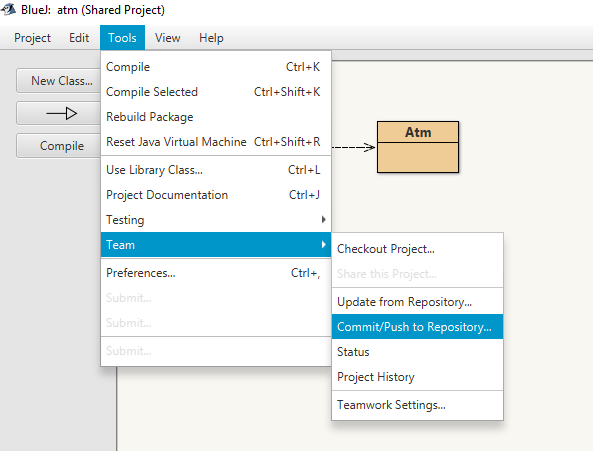 BlueJ: atm (Shared Project)
Project Edit Tools View Help
New Class...
Compile
Compile Ctrl+K
Compile Selected Ctrl+Shift+K
Rebuild Package
Reset Java Virtual Machine Ctrl+Shift+R
Use Library Class... Ctrl+L
Project Documentation Ctrl+J
Testing
Team
Preferences... Ctrl+,
Submit...
Submit...
Submit...
Checkout Project...
Share this Project...
Update from Repository...
Commit/Push to Repository...
Status
Project History
Teamwork Settings...
Atm